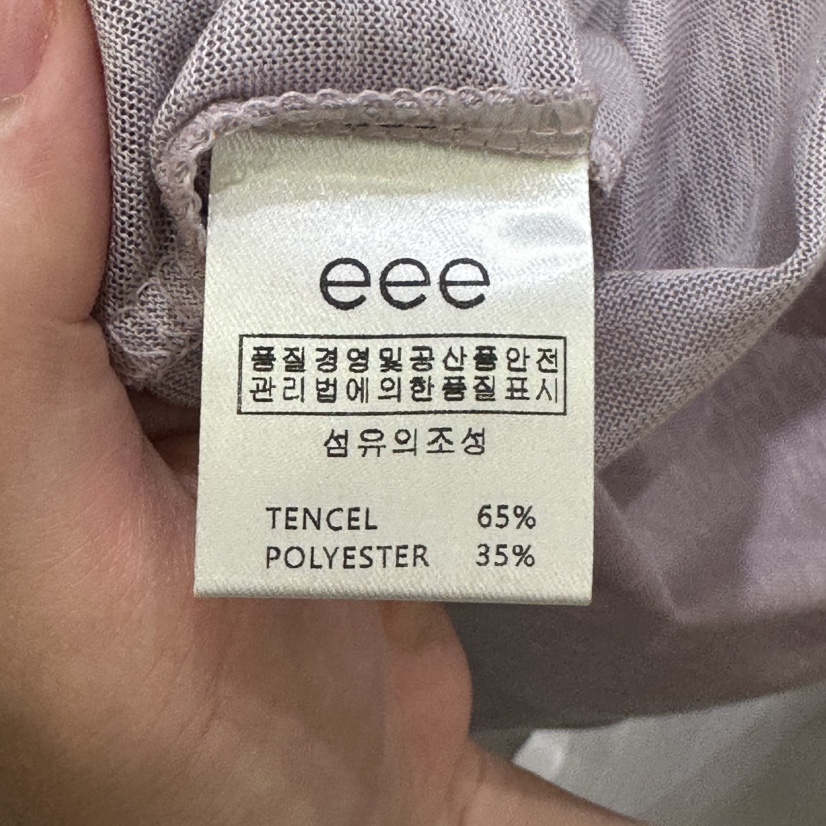 eee
품질경영및공산품안전
관리법에의한품질표시
섬유의조성
TENCEL 65%
POLYESTER 35%